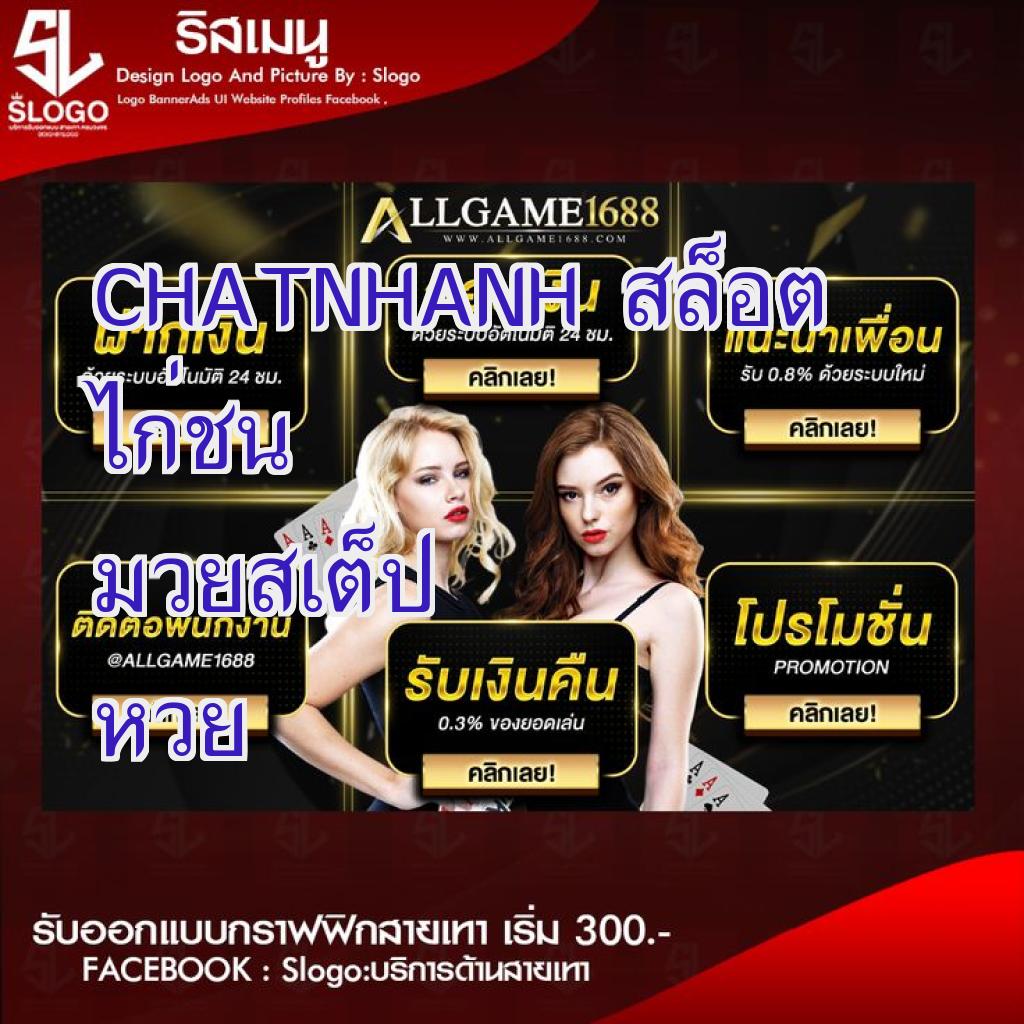 SLOGO
ริสเมนู
Design Logo And Picture By : Slogo
Logo BannerAds UI Website Profiles Facebook .
ALLGAME1688
WWW.ALLGAME1688.COM
CHATNHANH สล็อต
ไก่ชน
มวยสเต็ป
หวย
ฝากเงิน
ด้วยระบบอัตโนมัติ 24 ชม.
ด้วยระบบอัตโนมัติ 24 ชม.
คลิกเลย!
แนะนำเพื่อน
รับ 0.8% ด้วยระบบใหม่
คลิกเลย!
ติดต่อพนักงาน
@ALLGAME1688
รับเงินคืน
0.3% ของยอดเล่น
คลิกเลย!
โปรโมชั่น
PROMOTION
คลิกเลย!
รับออกแบบกราฟฟิกสายเทา เริ่ม 300.-
FACEBOOK : Slogo:บริการด้านสายเทา